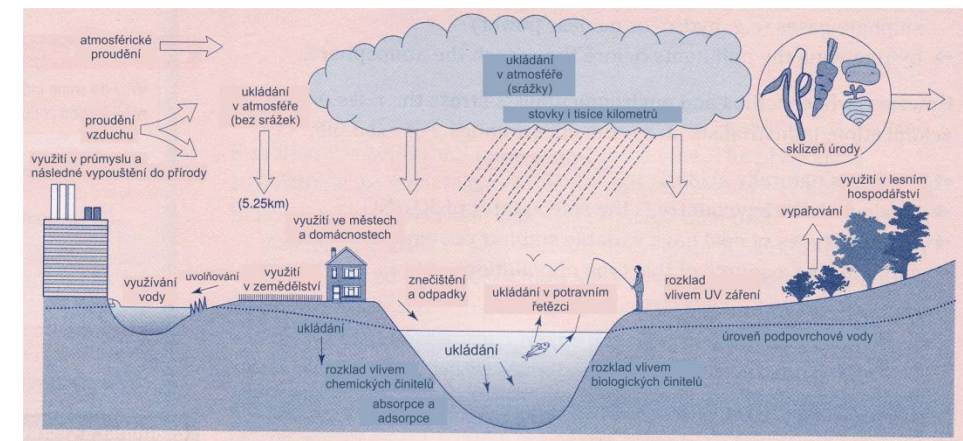 atmosférické
proudění
proudění
vzduchu
využití v průmyslu a
následné vypouštění do přírody
ukládání
v atmosféře
(bez srážek)
(5.25km)
ukládání
v atmosféře
(srážky)
stovky i tisíce kilometrů
sklizeň úrody
využití v lesním
hospodářství
vypařování
využití ve městech
a domácnostech
využívání
vody
uvolňování
využití
v zemědělství
znečištění
a odpadky
ukládání v potravním
řetězci
rozklad
vlivem UV záření
ukládání
rozklad vlivem
chemických činitelů
absorpce a
adsorpce
ukládání
rozklad vlivem
biologických činitelů
úroveň podpovrchové vody